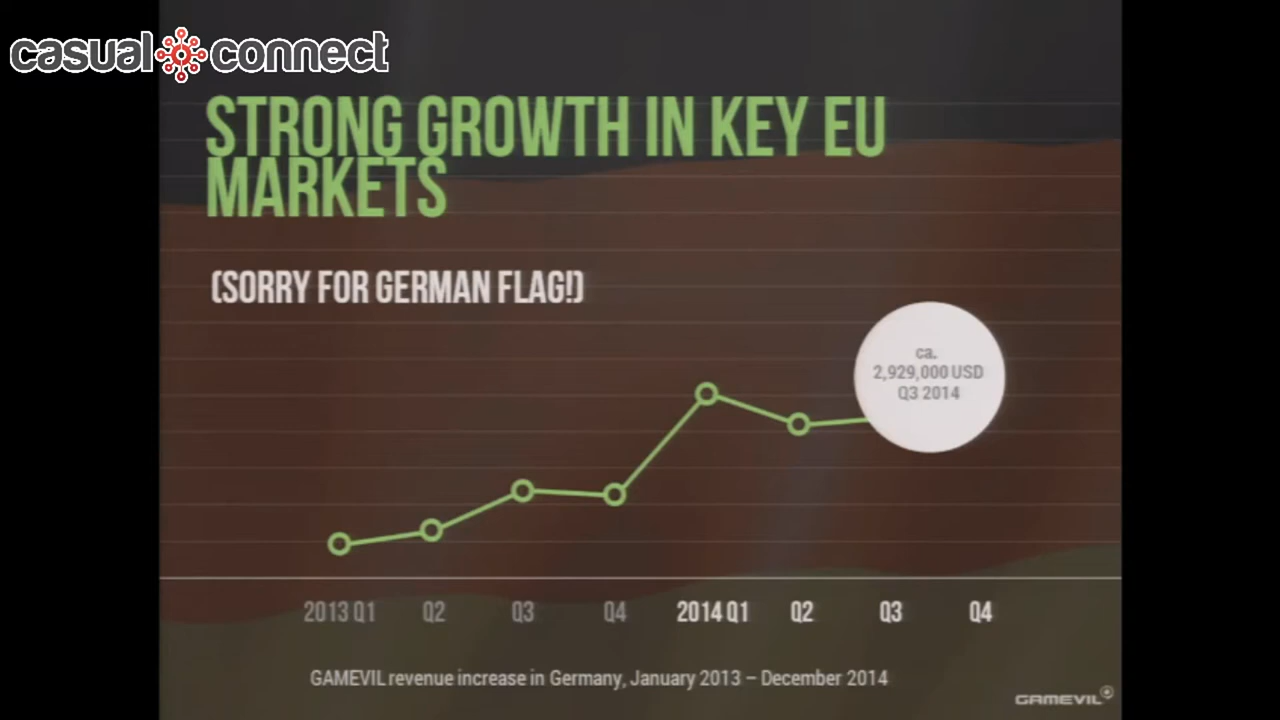 casual connect
STRONG GROWTH IN KEY EU
MARKETS
(SORRY FOR GERMAN FLAG!)
ca.
2,929,000 USD
Q3 2014
2013 Q1 Q2 Q3 Q4 2014 Q1 Q2 Q3 Q4
GAMEVIL revenue increase in Germany, January 2013 – December 2014
GAMEVIL